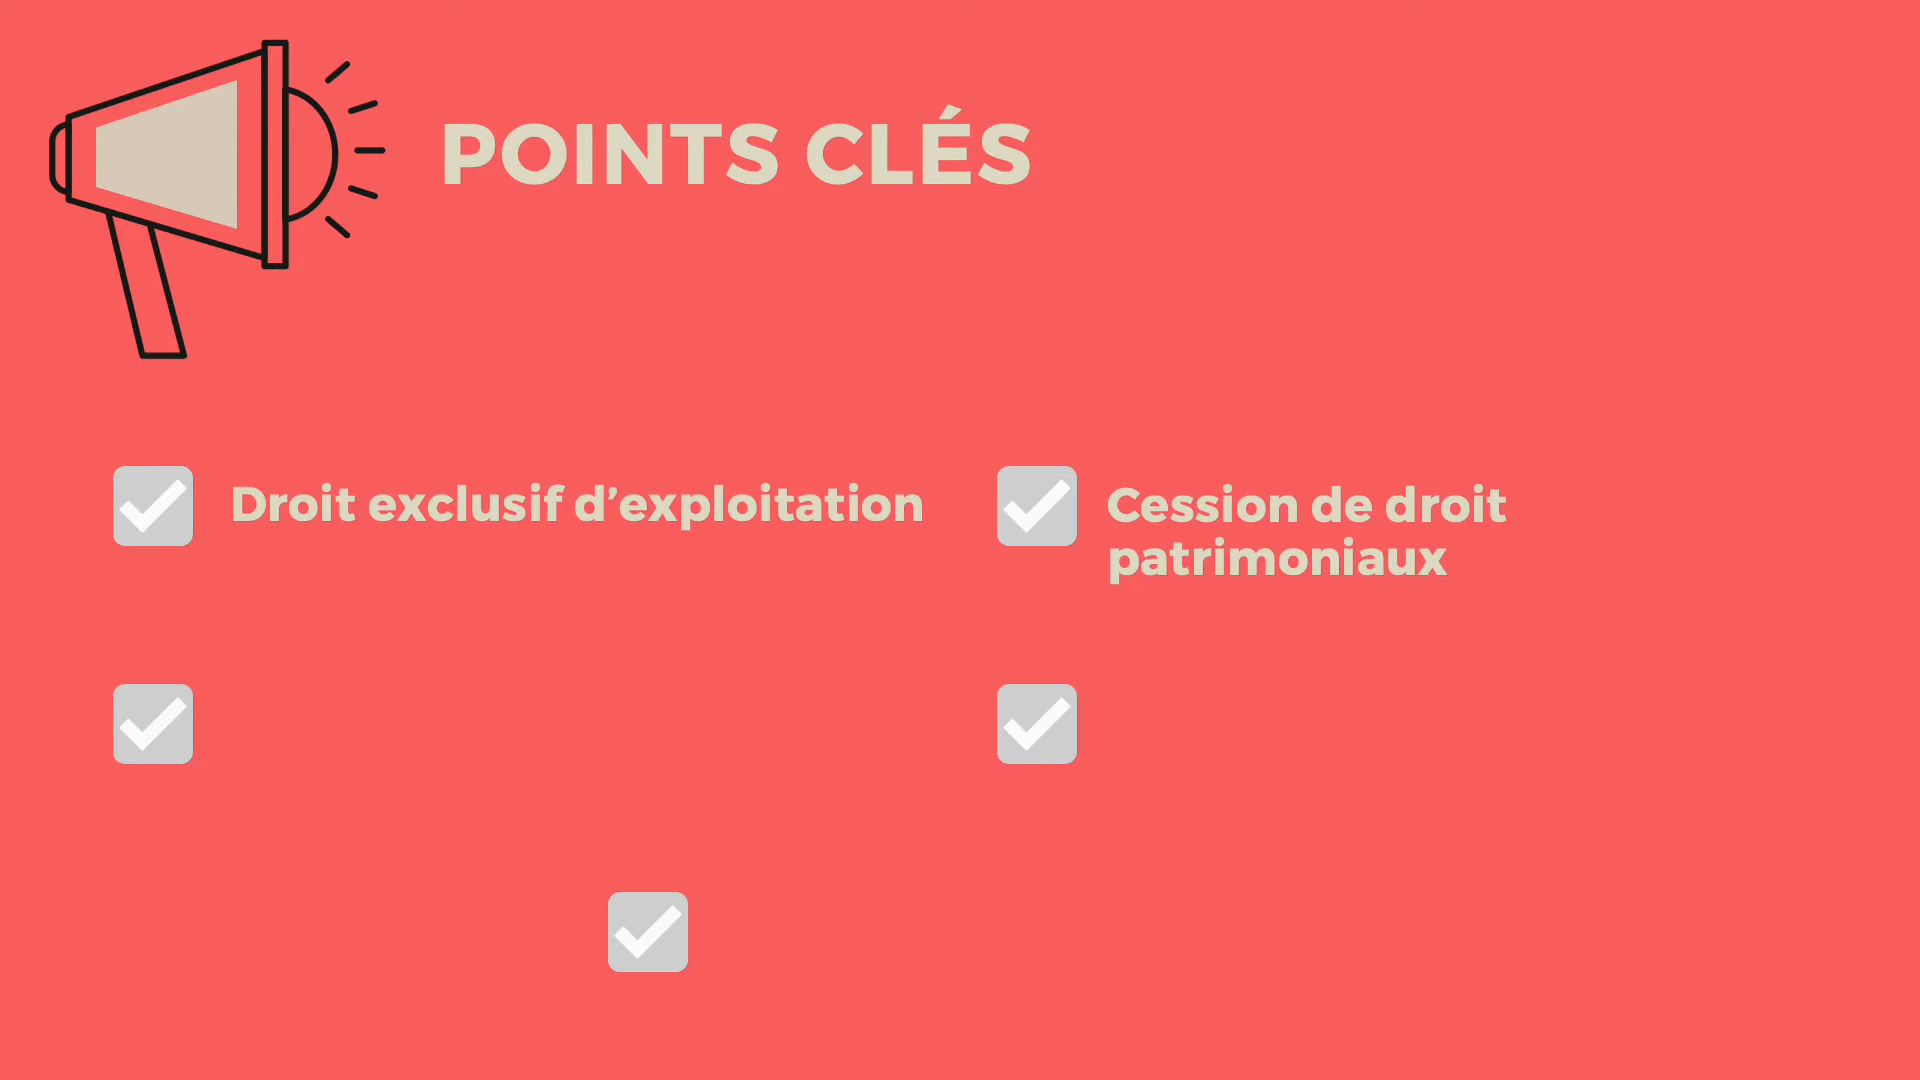 POINTS CLÉS
Droit exclusif d’exploitation
Cession de droit
patrimoniaux